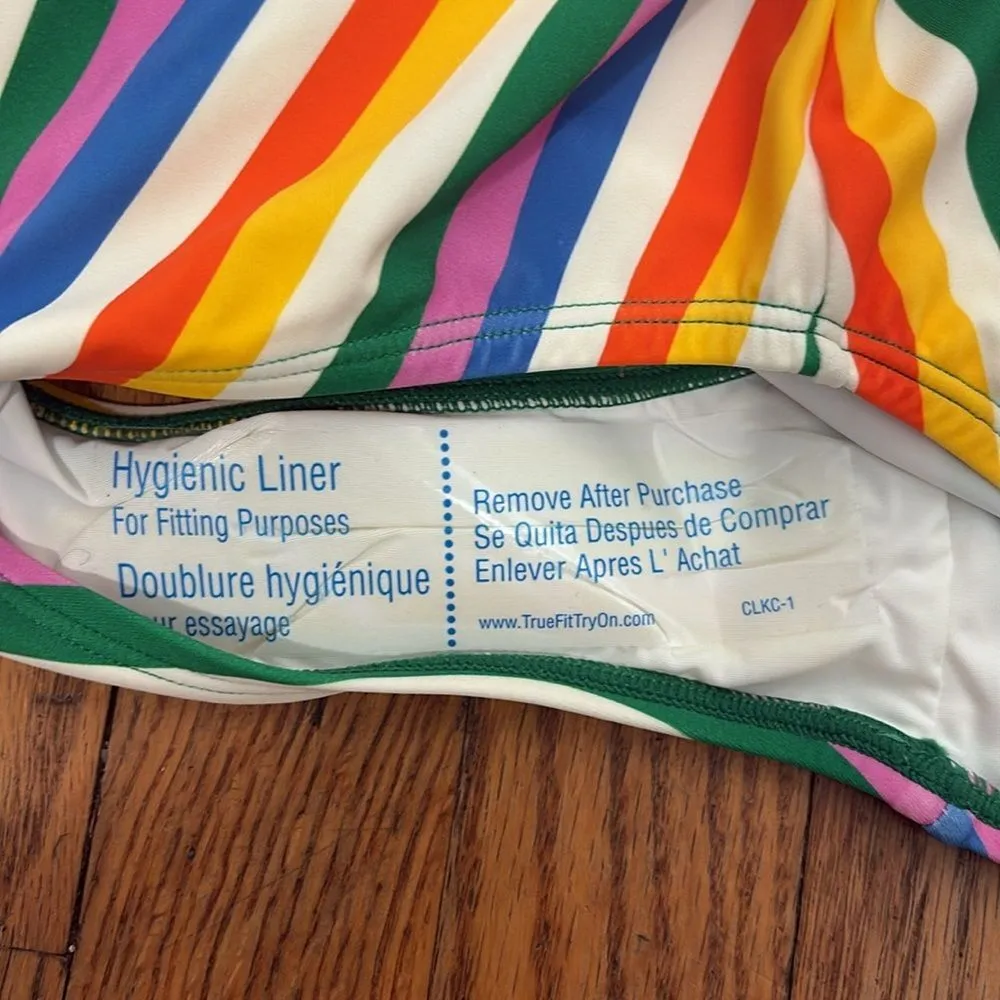 Hygienic Liner
For Fitting Purposes
Doublure hygiénique
essayage
Remove After Purchase
Se Quita Despues de Comprar
Enlever Apres L' Achat
www.TrueFitTryOn.com
CLKC-1